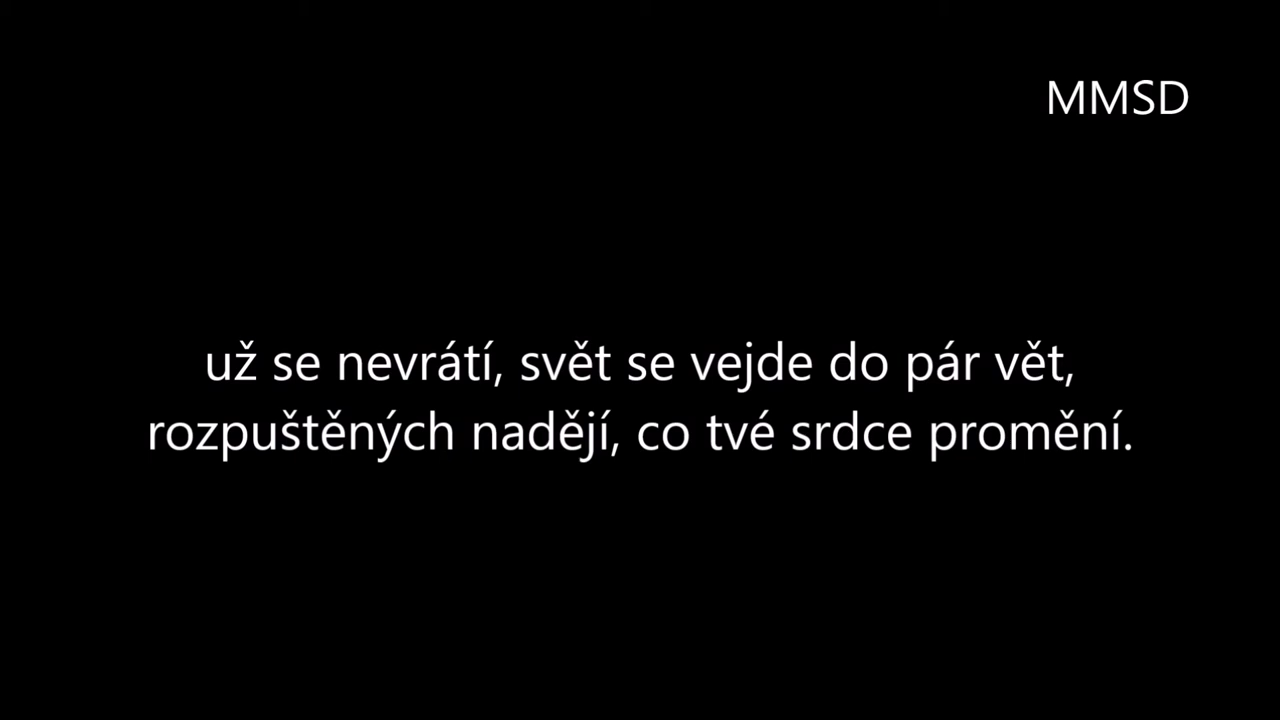 MMSD
už se nevrátí, svět se vejde do pár vět,
rozpuštěných nadějí, co tvé srdce promění.